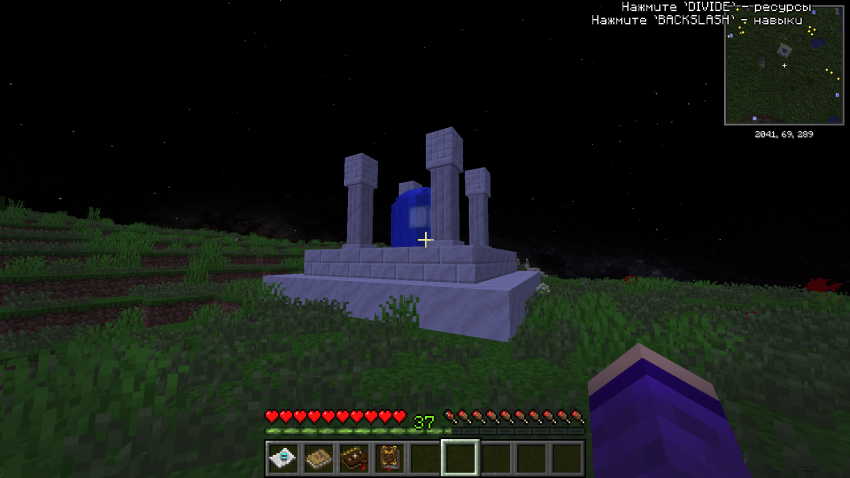 Нажмите `DIVIDE` - ресурсы
Нажмите `BACKSLASH` - навыки
2041, 69, 289
37